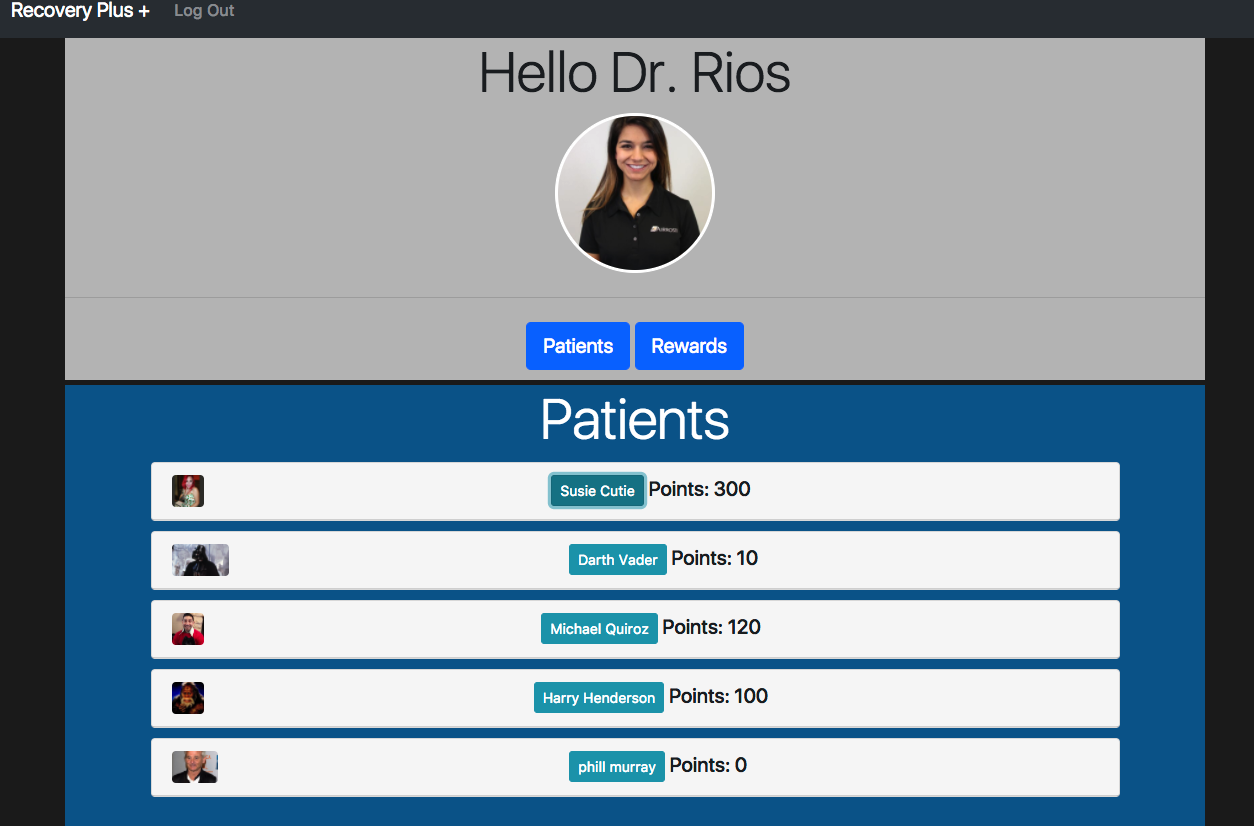 Recovery Plus + Log Out
Hello Dr. Rios
Patients Rewards
Patients
Susie Cutie Points: 300
Darth Vader Points: 10
Michael Quiroz Points: 120
Harry Henderson Points: 100
phill murray Points: 0